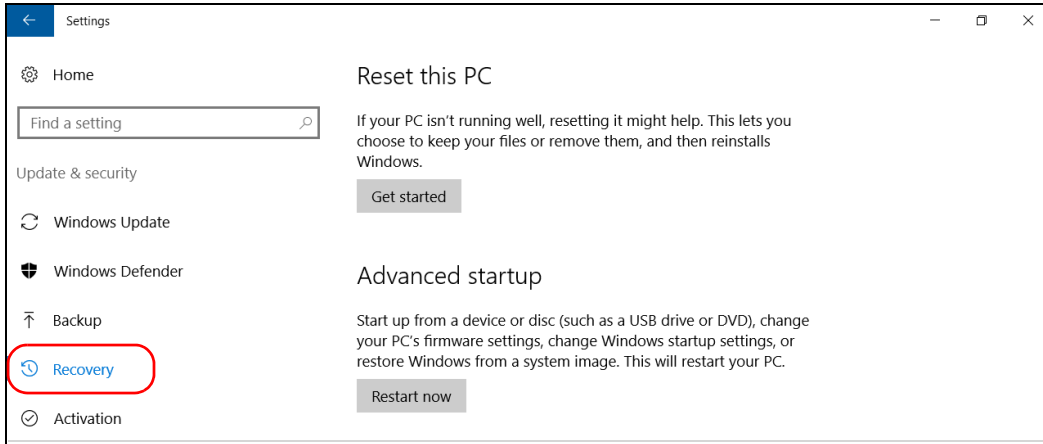 Settings
Home
Find a setting
Update & security
Windows Update
Windows Defender
Backup
Recovery
Activation
Reset this PC
If your PC isn't running well, resetting it might help. This lets you
choose to keep your files or remove them, and then reinstalls
Windows.
Get started
Advanced startup
Start up from a device or disc (such as a USB drive or DVD), change
your PC's firmware settings, change Windows startup settings, or
restore Windows from a system image. This will restart your PC.
Restart now